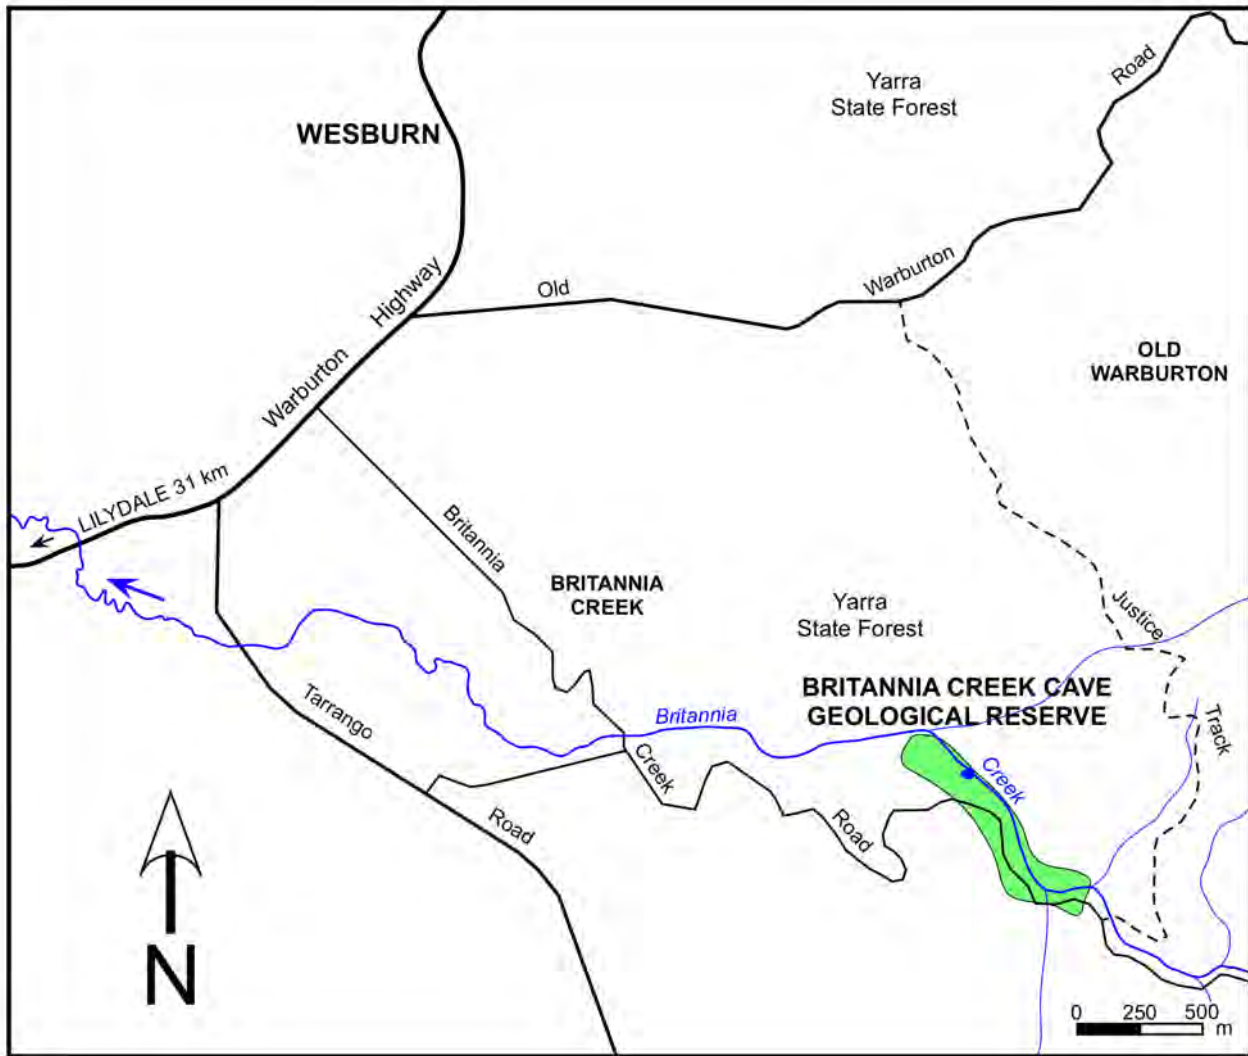 Yarra
State Forest
Road
WESBURN
Warburton
Highway
Old
OLD
WARBURTON
Warburton
LILYDALE 31 km
Britannia
BRITANNIA
CREEK
Yarra
State Forest
Justice
BRITANNIA CREEK CAVE
GEOLOGICAL RESERVE
Tarrango
Britannia
Track
Creek
Creek
Road
Road
N
0 250 500
m